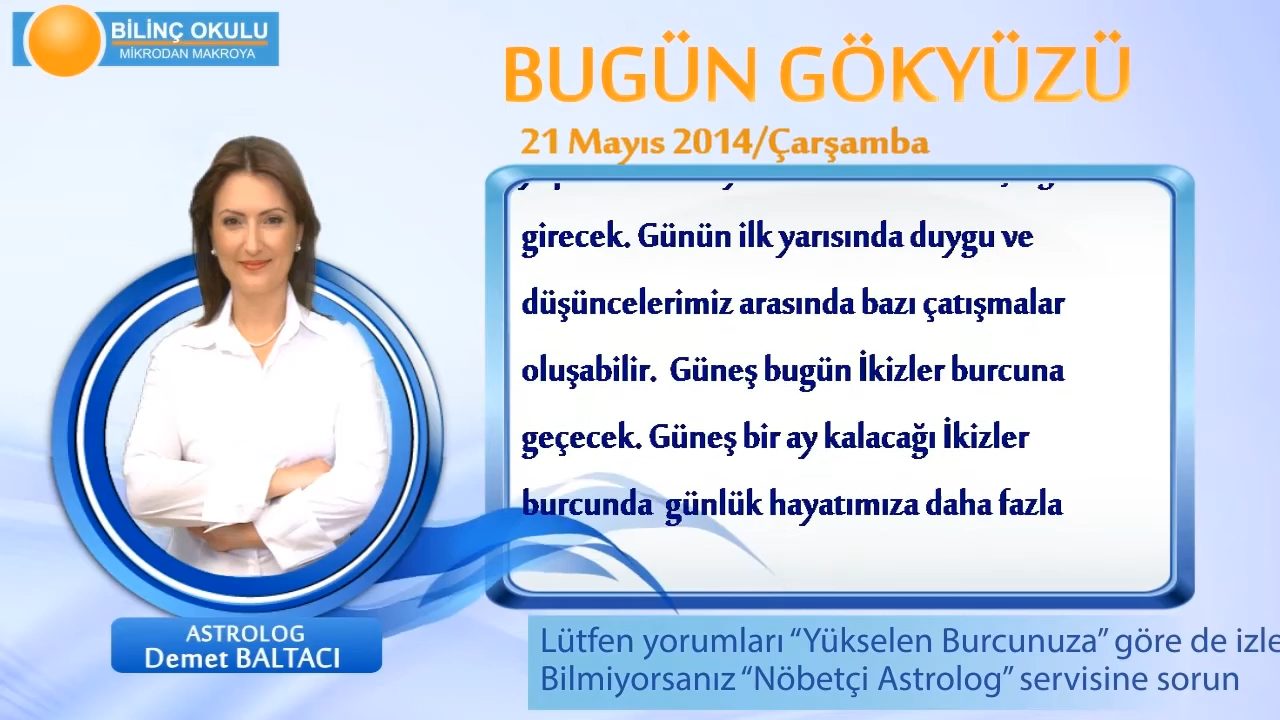 BİLİNÇ OKULU
MİKRODAN MAKROYA
BUGÜN GÖKYÜZÜ
21 Mayıs 2014/Çarşamba
girecek. Günün ilk yarısında duygu ve
düşüncelerimiz arasında bazı çatışmalar
oluşabilir. Güneş bugün İkizler burcuna
geçecek. Güneş bir ay kalacağı İkizler
burcunda günlük hayatımıza daha fazla
ASTROLOG
Demet BALTACI
Lütfen yorumları “Yükselen Burcunuza” göre de izle
Bilmiyorsanız “Nöbetçi Astrolog” servisine sorun